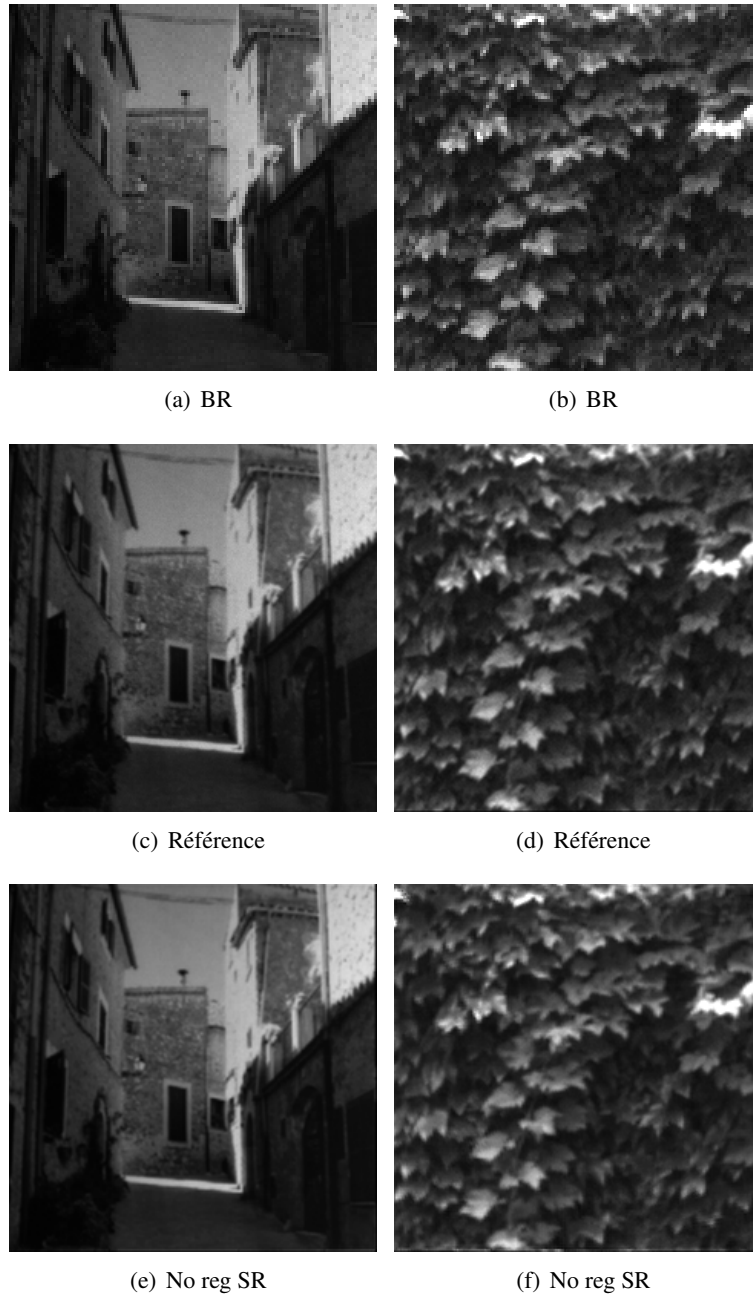 (a) BR
(b) BR
(c) Référence
(d) Référence
(e) No reg SR
(f) No reg SR